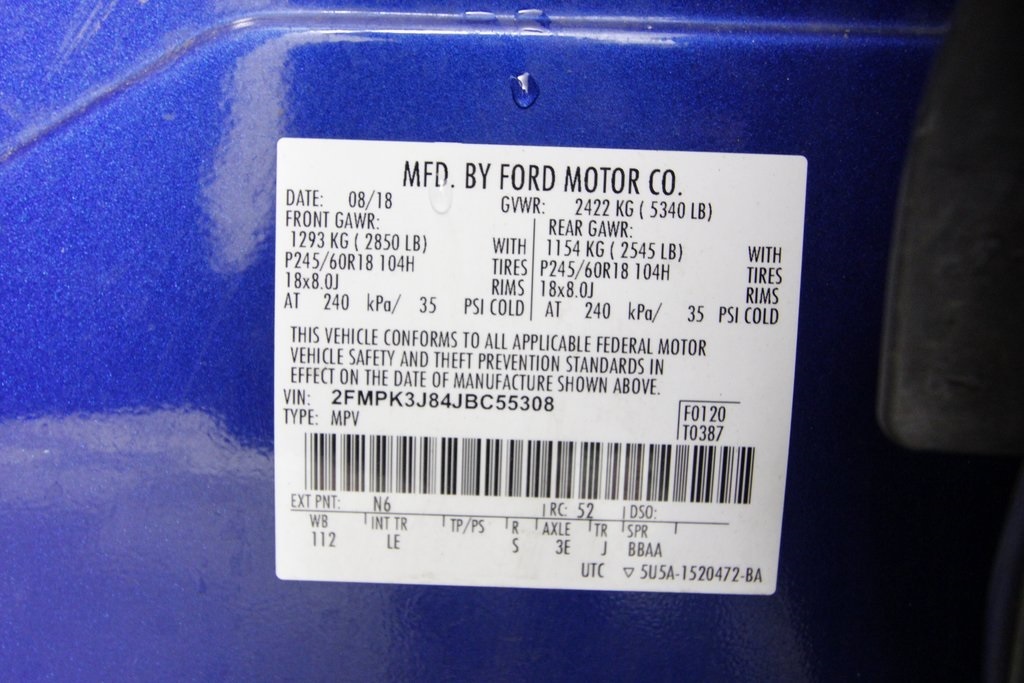 MFD. BY FORD MOTOR CO.
DATE: 08/18 GVWR: 2422 KG ( 5340 LB)
FRONT GAWR: REAR GAWR:
1293 KG ( 2850 LB) WITH 1154 KG ( 2545 LB) WITH
P245/60R18 104H TIRES P245/60R18 104H TIRES
18x8.0J RIMS 18x8.0J RIMS
AT 240 kPa/ 35 PSI COLD AT 240 kPa/ 35 PSI COLD
THIS VEHICLE CONFORMS TO ALL APPLICABLE FEDERAL MOTOR
VEHICLE SAFETY AND THEFT PREVENTION STANDARDS IN
EFFECT ON THE DATE OF MANUFACTURE SHOWN ABOVE.
VIN: 2FMPK3J84JBC55308
TYPE: MPV
F0120
T0387
EXT PNT: N6 RC: 52 DSO:
WB INT TR TP/PS R AXLE TR SPR
112 LE S 3E J BBAA
UTC ▽ 5U5A-1520472-BA